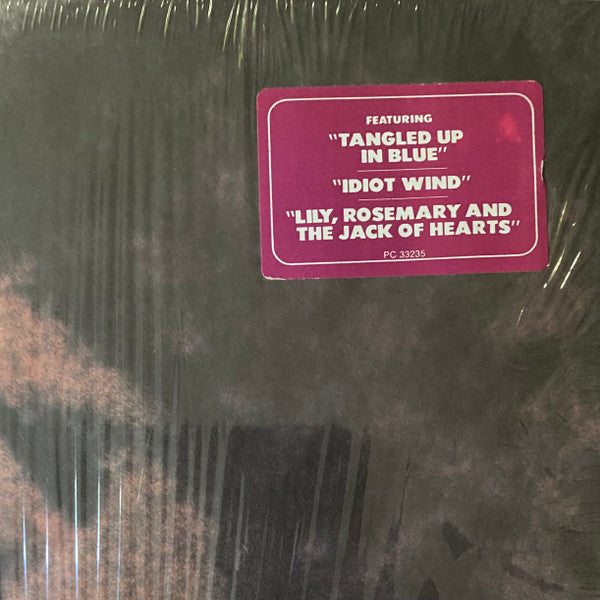 FEATURING
"TANGLED UP
IN BLUE"
"IDIOT WIND"
"LILY, ROSEMARY AND
THE JACK OF HEARTS"
PC 33235